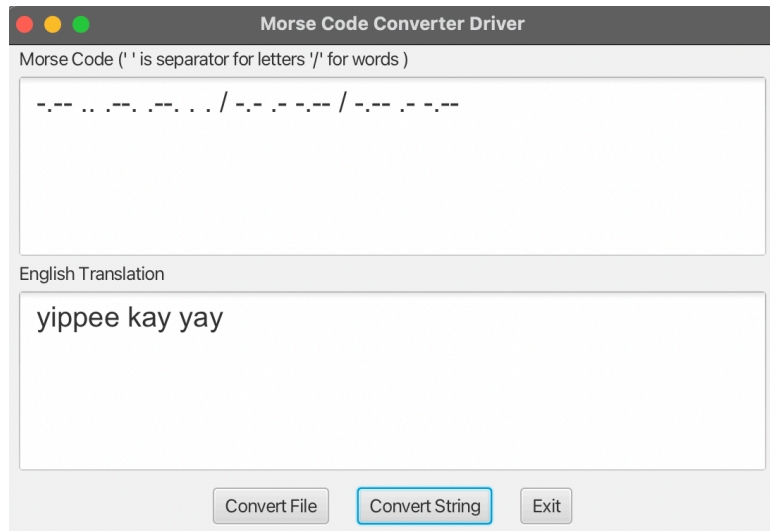 Morse Code Converter Driver
Morse Code (' ' is separator for letters '/' for words )
-.-- .. .--. .--. . . / -.- .- -.-- / -.-- .- -.--
English Translation
yippee kay yay
Convert File Convert String Exit